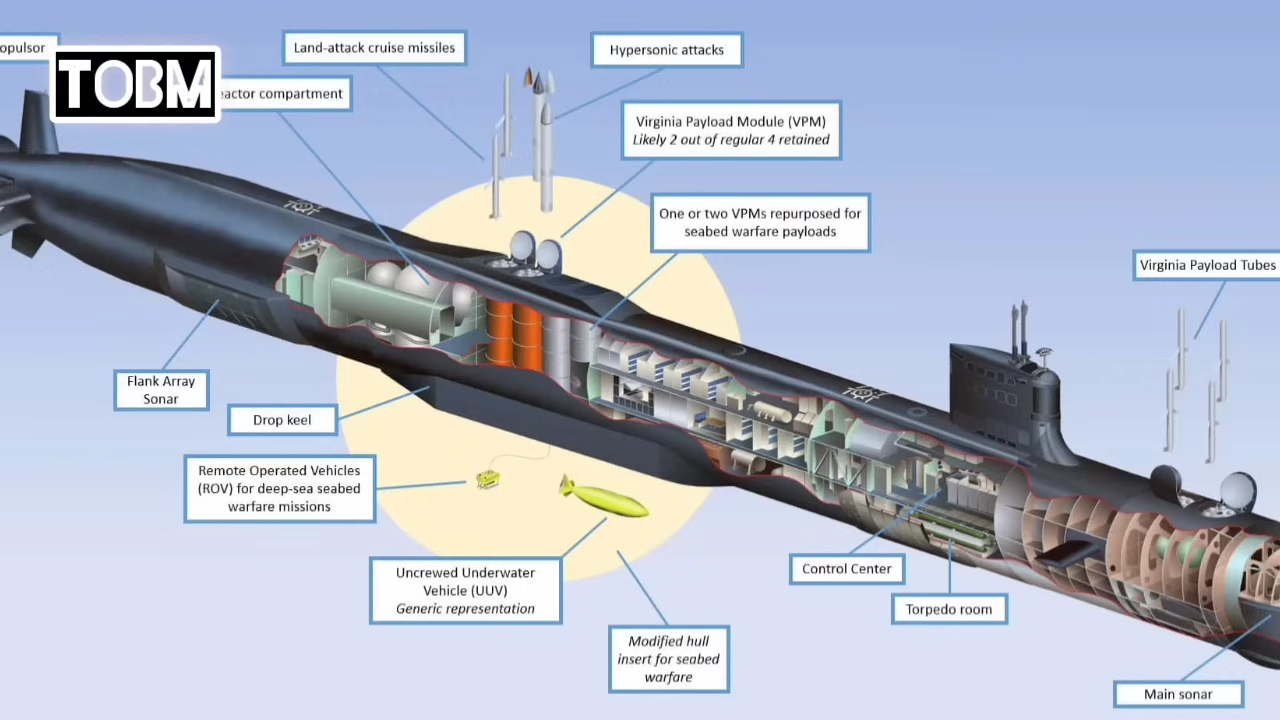 opulsor
TOBM
eactor compartment
Land-attack cruise missiles
Hypersonic attacks
Virginia Payload Module (VPM)
Likely 2 out of regular 4 retained
One or two VPMs repurposed for
seabed warfare payloads
Virginia Payload Tubes
Flank Array
Sonar
Drop keel
Remote Operated Vehicles
(ROV) for deep-sea seabed
warfare missions
Uncrewed Underwater
Vehicle (UUV)
Generic representation
Modified hull
insert for seabed
warfare
Control Center
Torpedo room
Main sonar